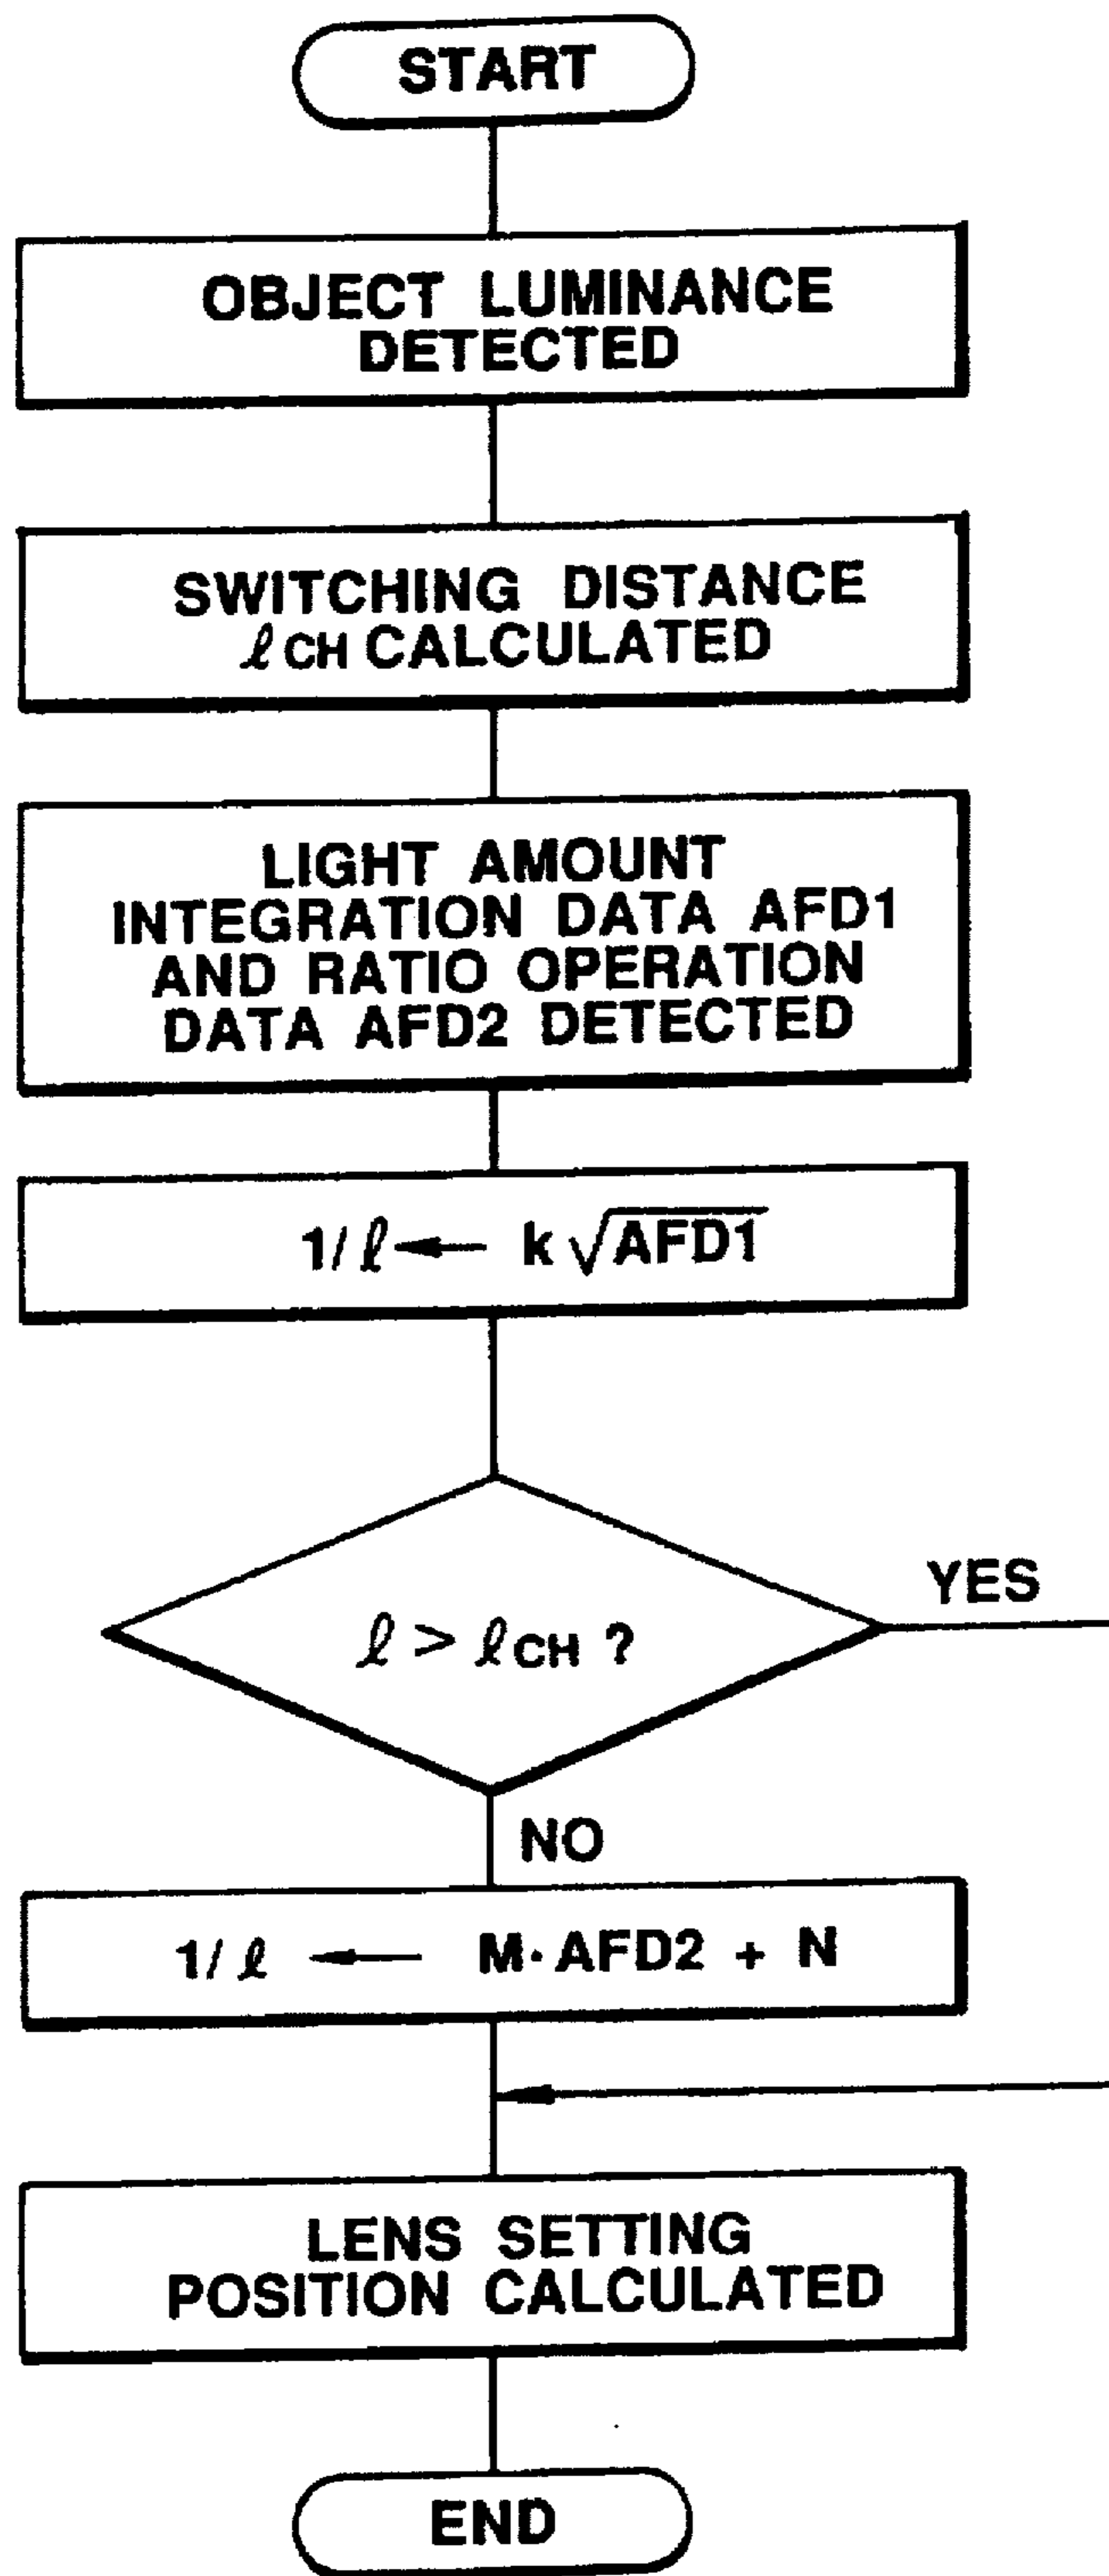 START
OBJECT LUMINANCE
DETECTED
SWITCHING DISTANCE
ℓCH CALCULATED
LIGHT AMOUNT
INTEGRATION DATA AFD1
AND RATIO OPERATION
DATA AFD2 DETECTED
1/ℓ ← k √AFD1
ℓ > ℓCH ?
YES
NO
1/ℓ ← M·AFD2 + N
LENS SETTING
POSITION CALCULATED
END